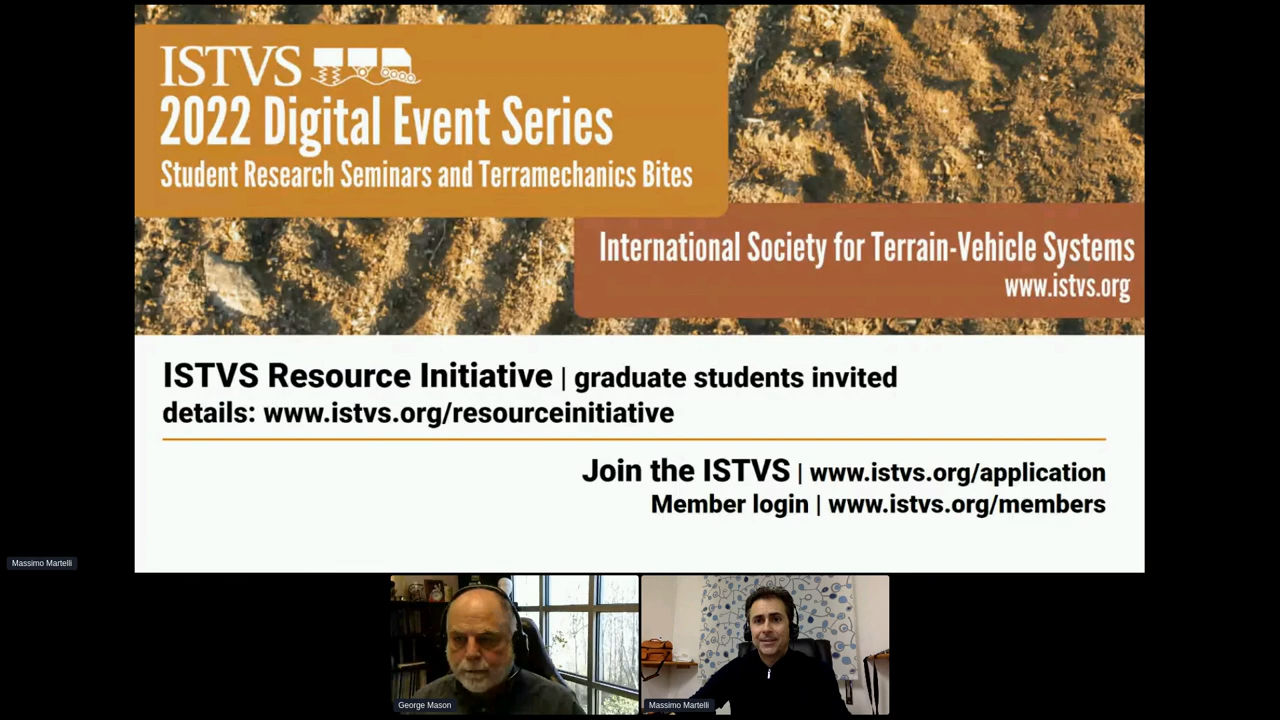 ISTVS
2022 Digital Event Series
Student Research Seminars and Terramechanics Bites
International Society for Terrain-Vehicle Systems
www.istvs.org
ISTVS Resource Initiative | graduate students invited
details: www.istvs.org/resourceinitiative
Join the ISTVS | www.istvs.org/application
Member login | www.istvs.org/members
Massimo Martelli
George Mason
Massimo Martelli